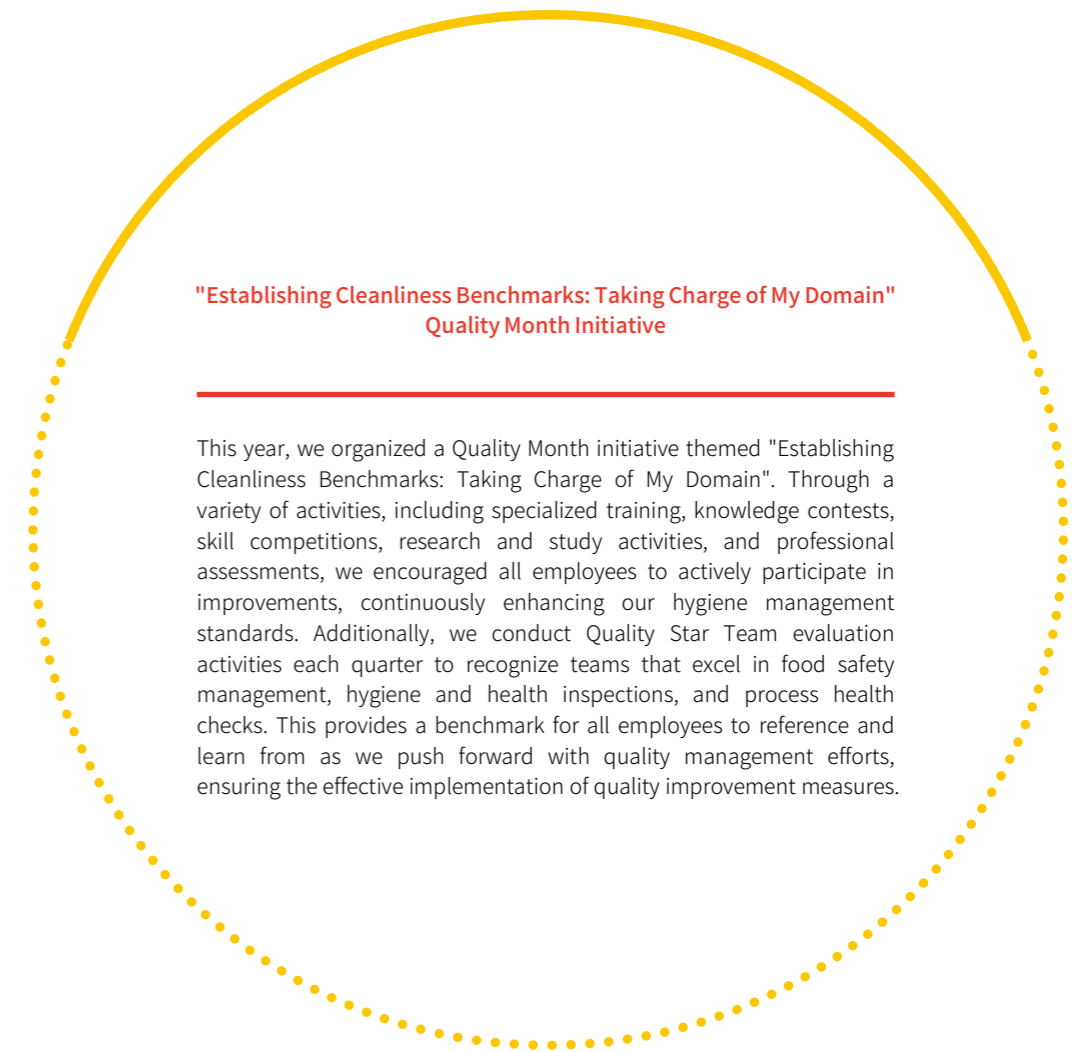 "Establishing Cleanliness Benchmarks: Taking Charge of My Domain"
Quality Month Initiative
This year, we organized a Quality Month initiative themed "Establishing
Cleanliness Benchmarks: Taking Charge of My Domain". Through a
variety of activities, including specialized training, knowledge contests,
skill competitions, research and study activities, and professional
assessments, we encouraged all employees to actively participate in
improvements, continuously enhancing our hygiene management
standards. Additionally, we conduct Quality Star Team evaluation
activities each quarter to recognize teams that excel in food safety
management, hygiene and health inspections, and process health
checks. This provides a benchmark for all employees to reference and
learn from as we push forward with quality management efforts,
ensuring the effective implementation of quality improvement measures.